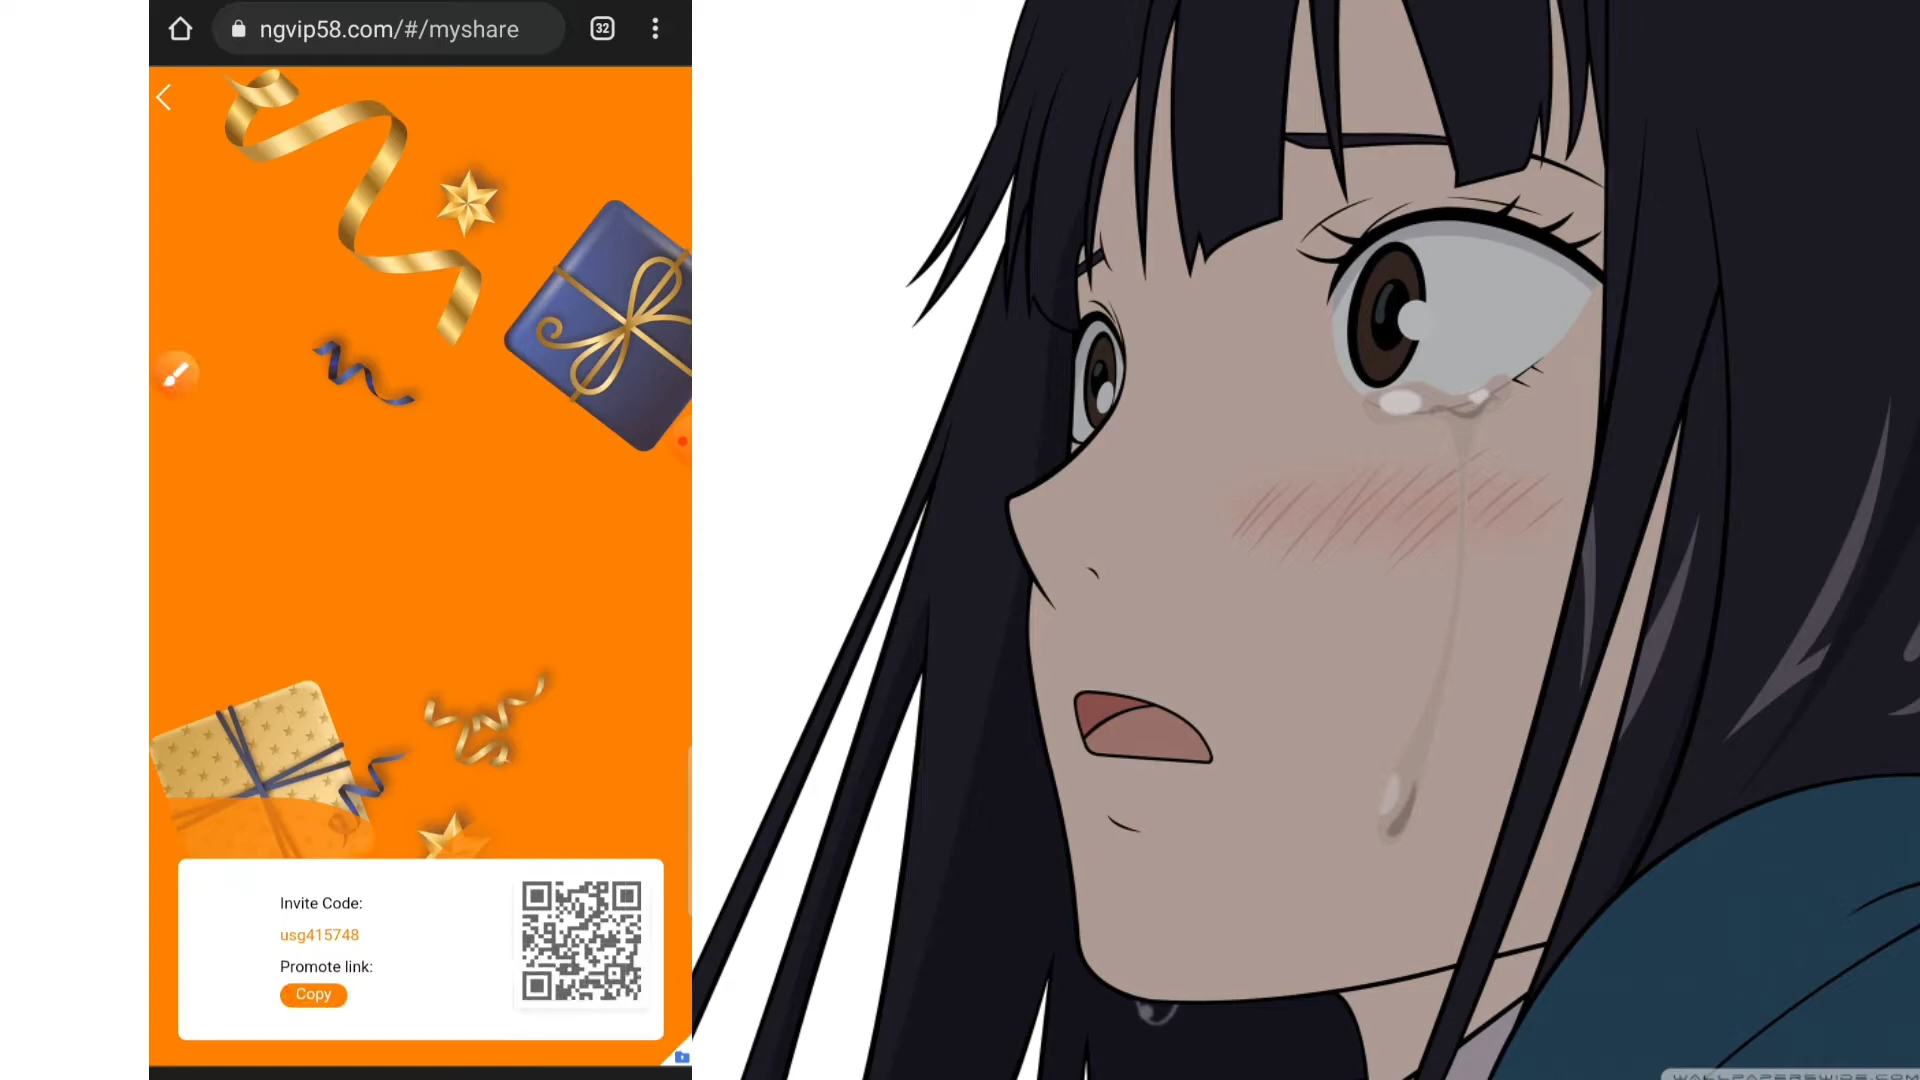 ngvip58.com/#/myshare
32
Invite Code:
usg415748
Promote link:
Copy